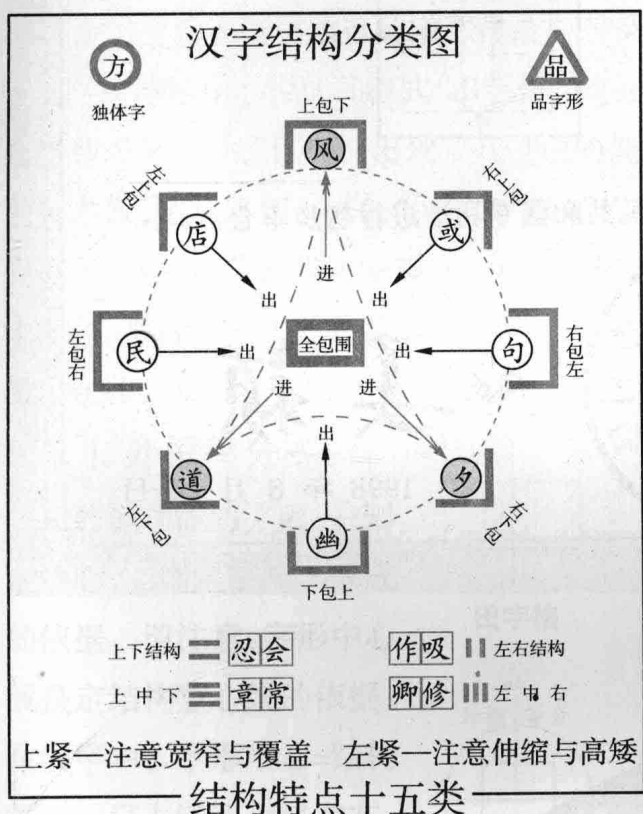 汉字结构分类图
方
独体字
品
品字形
上包下
风
左上包
店
右上包
或
进
出
出
左包右
民
出
全包围
出
句
右包左
进
进
道
左下包
出
夕
右下包
幽
下包上
上下结构 忍会
作吸 左右结构
上中下 章常
卿修 左中右
上紧一注意宽窄与覆盖 左紧一注意伸缩与高矮
结构特点十五类